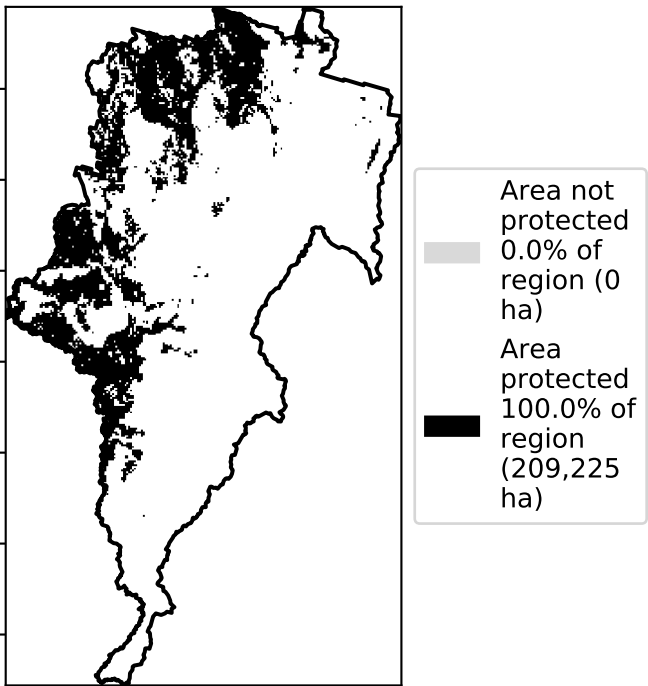 Area not
protected
0.0% of
region (0
ha)
Area
protected
100.0% of
region
(209,225
ha)